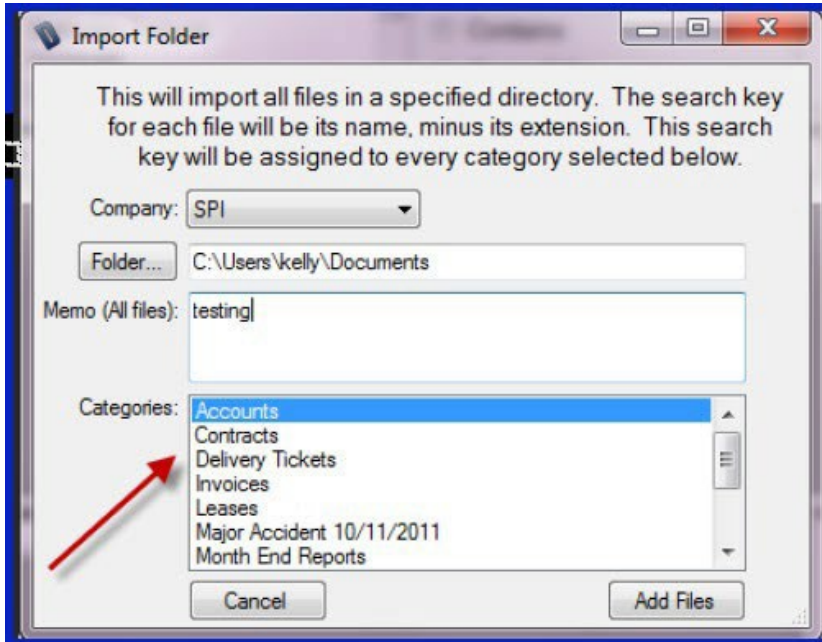 Import Folder
This will import all files in a specified directory.  The search key
for each file will be its name, minus its extension.  This search
key will be assigned to every category selected below.
Company: SPI
Folder... C:\Users\kelly\Documents
Memo (All files): testing
Categories: Accounts
Contracts
Delivery Tickets
Invoices
Leases
Major Accident 10/11/2011
Month End Reports
Cancel Add Files